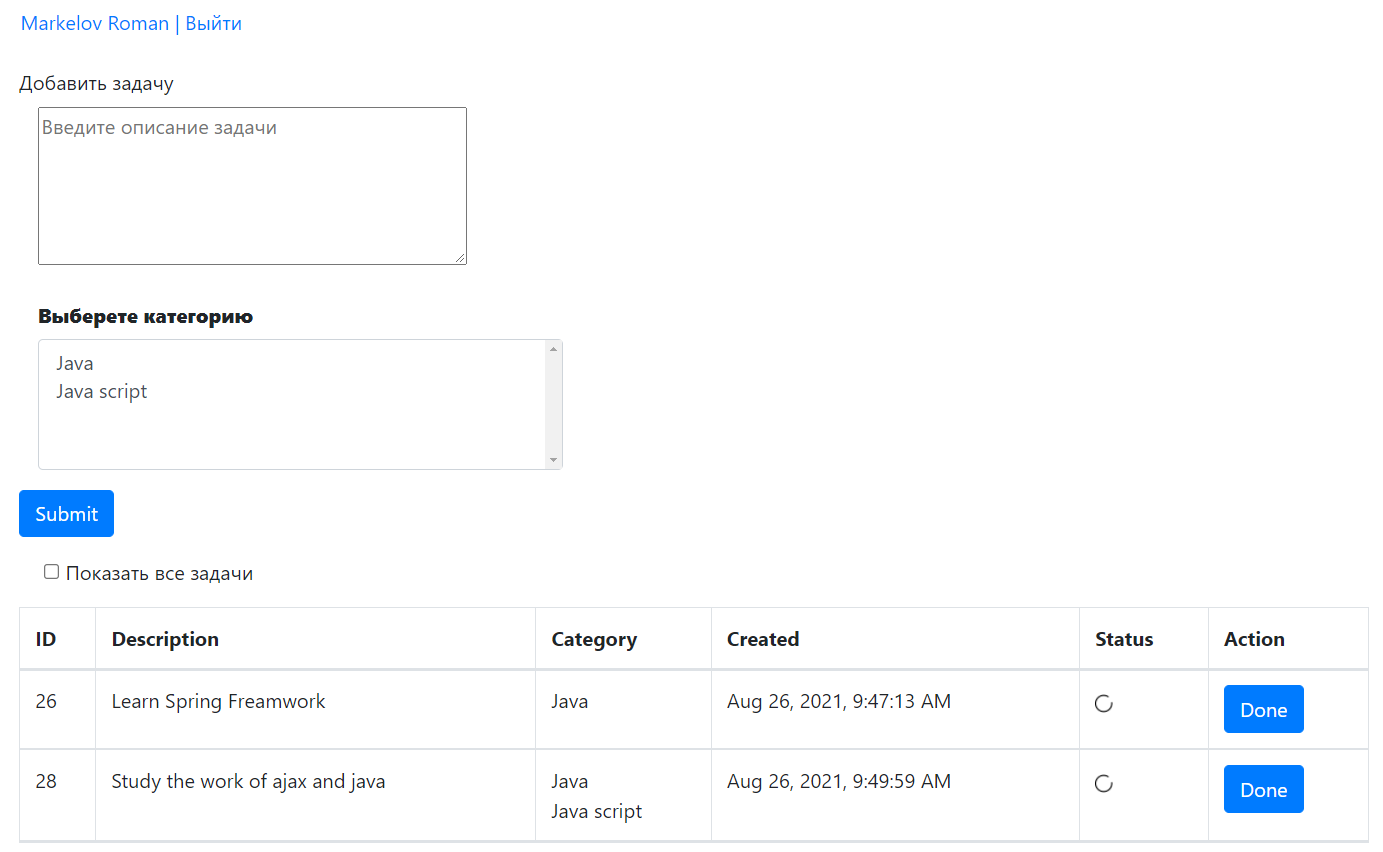 Markelov Roman | Выйти
Добавить задачу
Введите описание задачи
Выберете категорию
Java
Java script
Submit
Показать все задачи
ID Description Category Created Status Action
26 Learn Spring Freamwork Java Aug 26, 2021, 9:47:13 AM Done
28 Study the work of ajax and java Java Aug 26, 2021, 9:49:59 AM Done
Java script